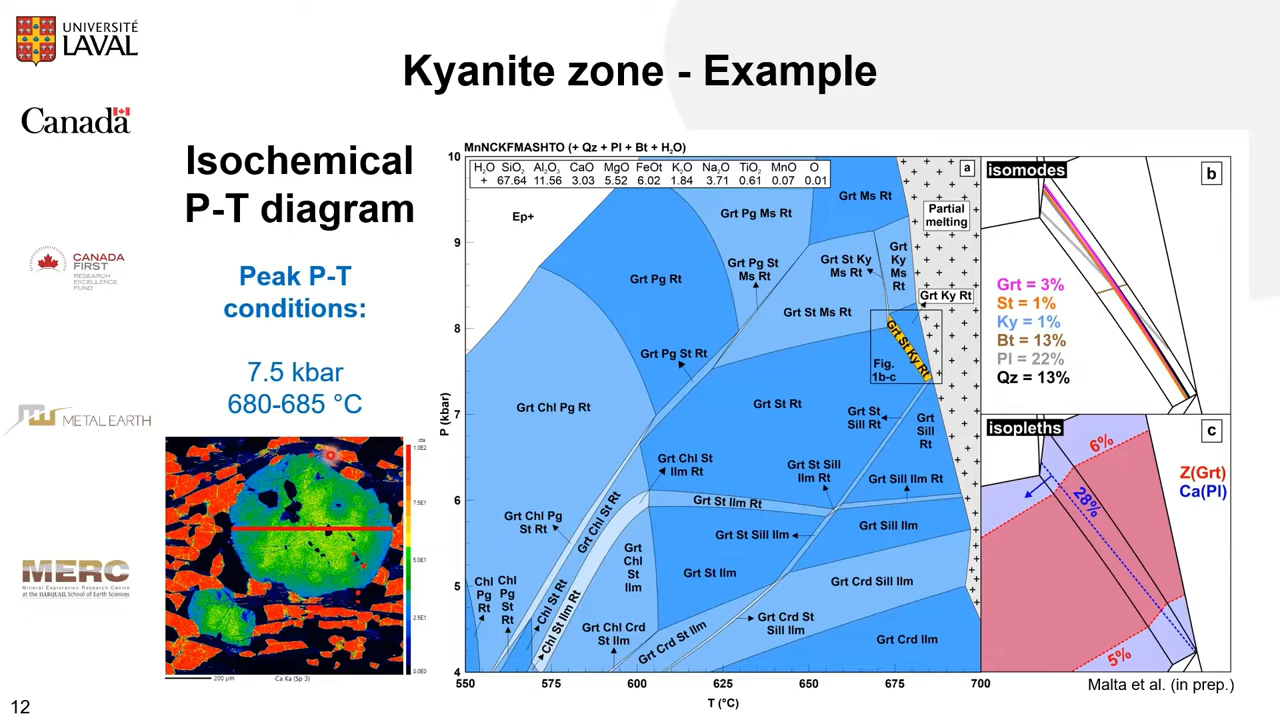 UNIVERSITÉ
LAVAL
Kyanite zone - Example
Canada
CANADA
FIRST
RESEARCH
EXCELLENCE
FUND
METAL EARTH
MERC
Mineral Exploration Research Centre
at the HARQUAIL School of Earth Sciences
Isochemical
P-T diagram
Peak P-T
conditions:
7.5 kbar
680-685 °C
1.0E2
7.5E1
5.0E1
2.5E1
0.0E0
200 µm
Ca Ka (Sp 3)
MnNCKFMASHTO (+ Qz + Pl + Bt + H₂O)
H₂O SiO₂ Al₂O₃ CaO MgO FeOt K₂O Na₂O TiO₂ MnO O
+ 67.64 11.56 3.03 5.52 6.02 1.84 3.71 0.61 0.07 0.01
a
P (kbar)
10
9
8
7
6
5
4
Ep+
Grt Pg Ms Rt
Grt Ms Rt
Partial
melting
Grt Pg Rt
Grt Pg St
Ms Rt
Grt St Ky
Ms Rt
Grt
Ky
Ms
Rt
Grt Ky Rt
Grt St Ms Rt
Grt St Ky Rt
Grt Pg St Rt
Fig.
1b-c
Grt Chl Pg Rt
Grt St Rt
Grt St
Sill Rt
Grt
Sill
Rt
Grt Chl St
Ilm Rt
Grt St Sill
Ilm Rt
Grt Sill Ilm Rt
Grt St Ilm Rt
Grt Chl Pg
St Rt
Grt Chl St Rt
Grt St Sill Ilm
Grt Sill Ilm
Grt
Chl
St
Ilm
Grt St Ilm
Grt Crd Sill Ilm
Chl
Pg
Rt
Chl
Pg
St
Rt
Chl St Rt
Chl St Ilm Rt
Grt Chl Crd
St Ilm
Grt Crd St Ilm
Grt Crd St
Sill Ilm
Grt Crd Ilm
550
575
600
625
650
675
700
T (°C)
isomodes
b
Grt = 3%
St = 1%
Ky = 1%
Bt = 13%
Pl = 22%
Qz = 13%
isopleths
c
6%
28%
Z(Grt)
Ca(Pl)
5%
Malta et al. (in prep.)
12